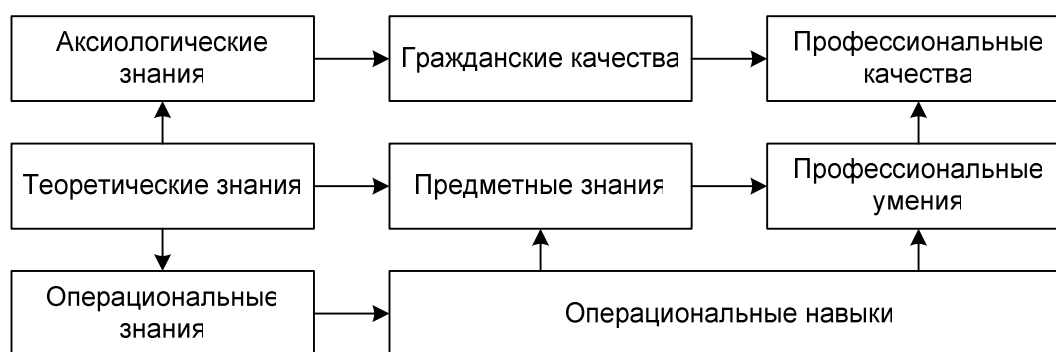 Аксиологические
знания
Гражданские качества
Профессиональные
качества
Теоретические знания
Предметные знания
Профессиональные
умения
Операциональные
знания
Операциональные навыки